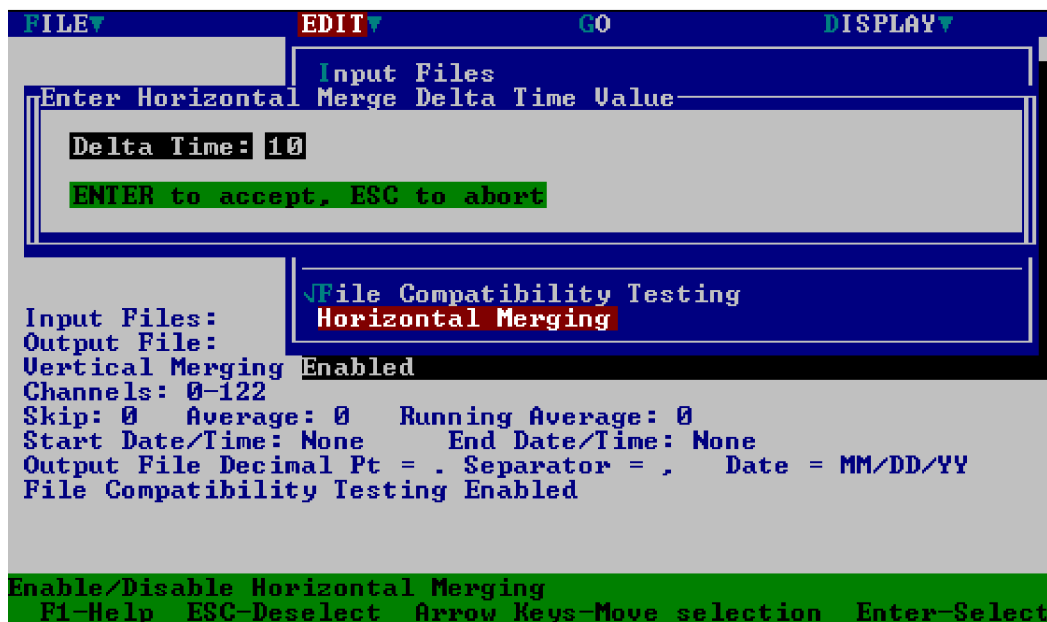 FILE▼ EDIT▼ GO DISPLAY▼
Input Files
Enter Horizontal Merge Delta Time Value
Delta Time: 10
ENTER to accept, ESC to abort
√File Compatibility Testing
Horizontal Merging
Input Files:
Output File:
Vertical Merging Enabled
Channels: 0-122
Skip: 0 Average: 0 Running Average: 0
Start Date/Time: None End Date/Time: None
Output File Decimal Pt = . Separator = , Date = MM/DD/YY
File Compatibility Testing Enabled
Enable/Disable Horizontal Merging
F1-Help ESC-Deselect Arrow Keys-Move selection Enter-Select